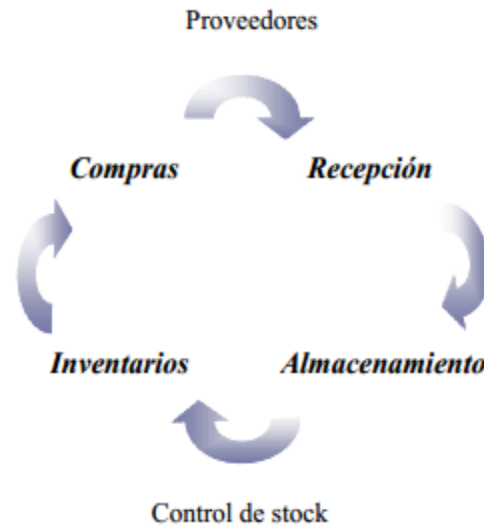 Proveedores
Compras
Recepción
Inventarios
Almacenamiento
Control de stock